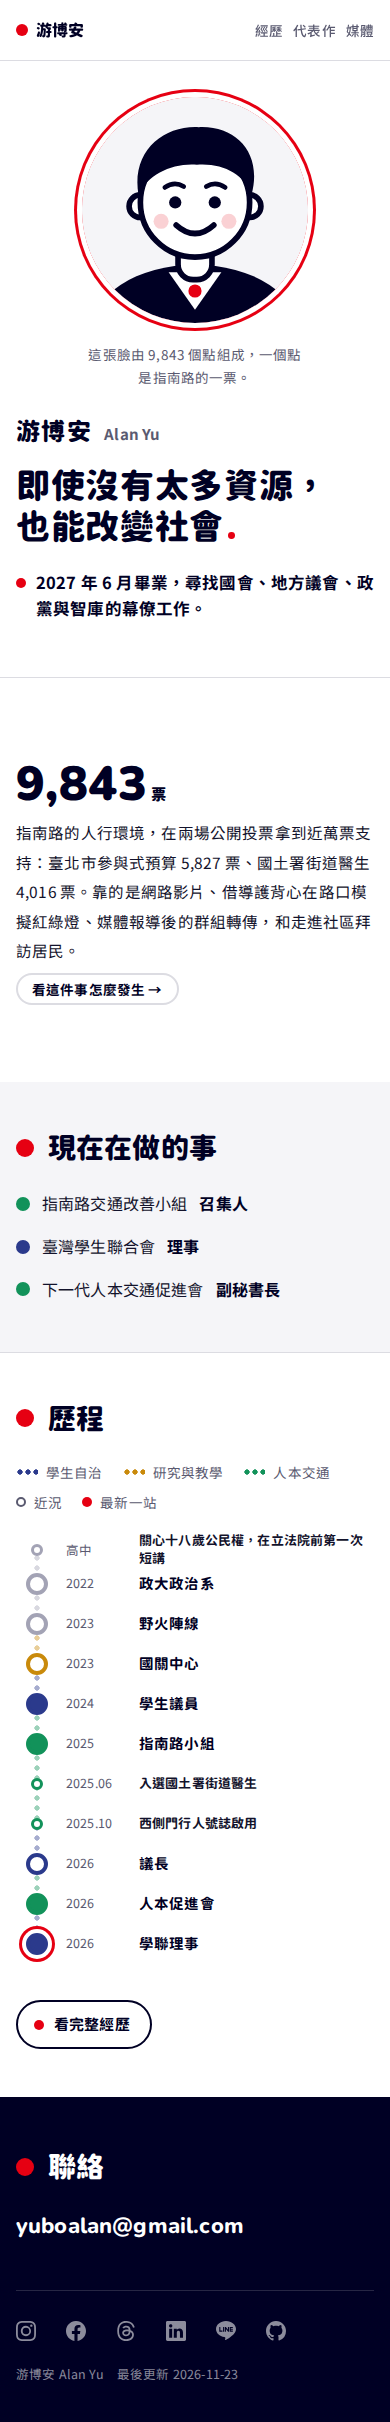 游博安
經歷 代表作 媒體
這張臉由 9,843 個點組成，一個點
是指南路的一票。
游博安 Alan Yu
即使沒有太多資源，
也能改變社會
2027 年 6 月畢業，尋找國會、地方議會、政
黨與智庫的幕僚工作。
9,843 票
指南路的人行環境，在兩場公開投票拿到近萬票支
持：臺北市參與式預算 5,827 票、國土署街道醫生
4,016 票。靠的是網路影片、借導護背心在路口模
擬紅綠燈、媒體報導後的群組轉傳，和走進社區拜
訪居民。
看這件事怎麼發生 →
現在在做的事
指南路交通改善小組 召集人
臺灣學生聯合會 理事
下一代人本交通促進會 副秘書長
歷程
學生自治 研究與教學 人本交通
近況 最新一站
高中 關心十八歲公民權，在立法院前第一次
短講
2022 政大政治系
2023 野火陣線
2023 國關中心
2024 學生議員
2025 指南路小組
2025.06 入選國土署街道醫生
2025.10 西側門行人號誌啟用
2026 議長
2026 人本促進會
2026 學聯理事
看完整經歷
聯絡
yuboalan@gmail.com
LINE
游博安 Alan Yu 最後更新 2026-11-23